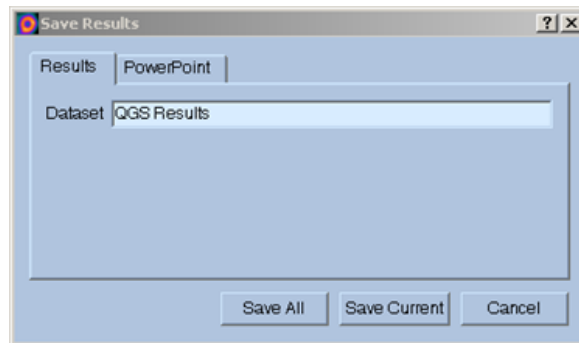 Save Results
Results PowerPoint
Dataset QGS Results
Save All Save Current Cancel